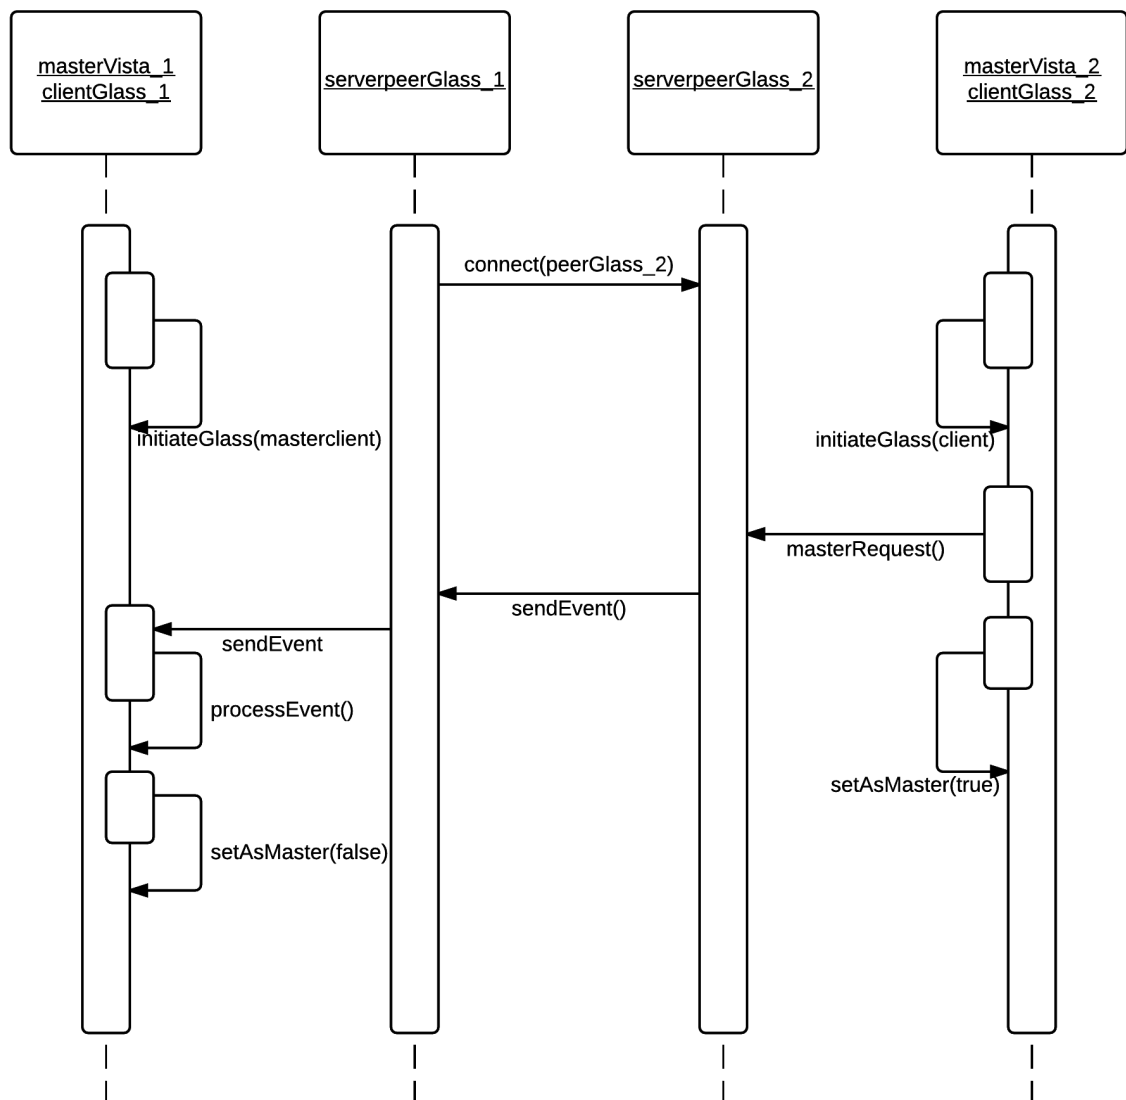 masterVista_1
clientGlass_1
serverpeerGlass_1
serverpeerGlass_2
masterVista_2
clientGlass_2
connect(peerGlass_2)
initiateGlass(masterclient)
initiateGlass(client)
masterRequest()
sendEvent()
sendEvent
processEvent()
setAsMaster(true)
setAsMaster(false)